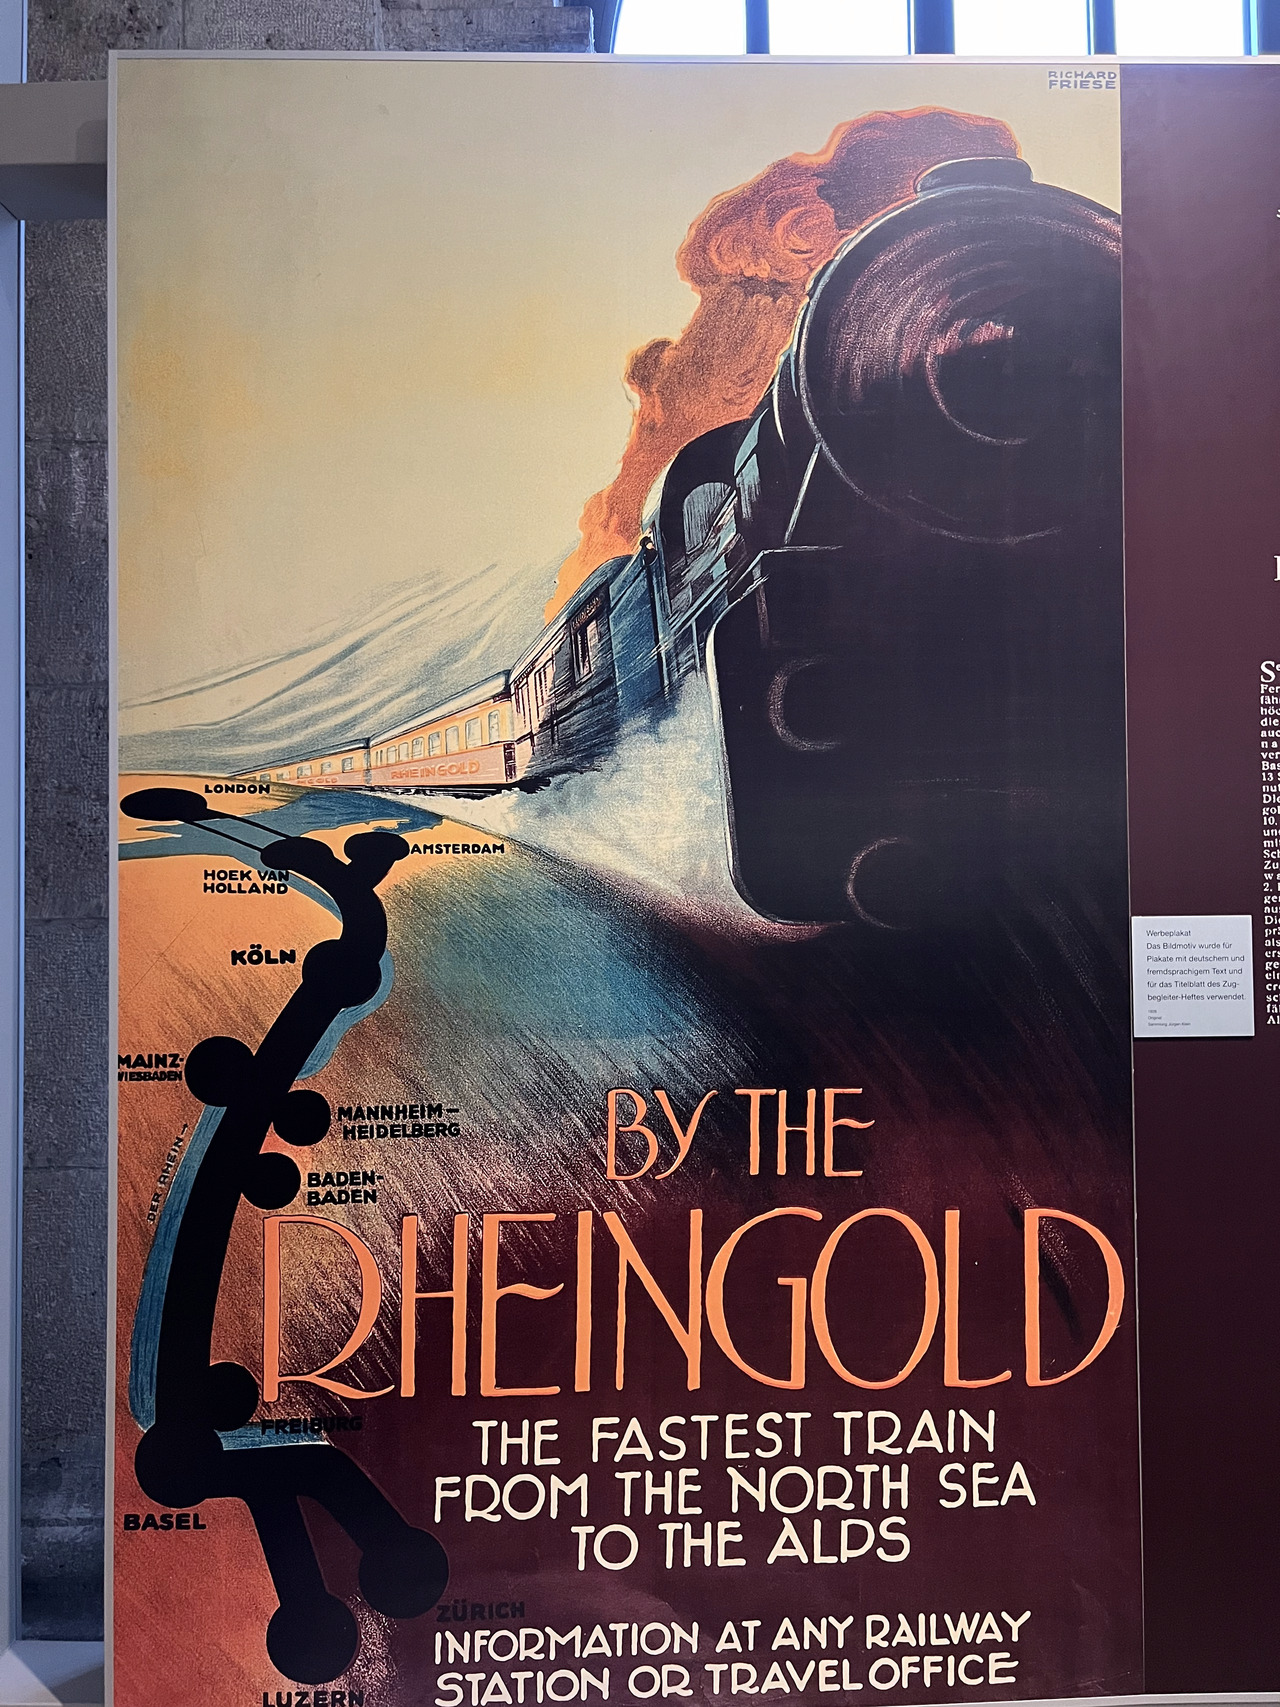 RICHARD
FRIESE
RHEINGOLD
LONDON
AMSTERDAM
HOEK VAN
HOLLAND
KÖLN
MAINZ-
WIESBADEN
MANNHEIM-
HEIDELBERG
DER RHEIN
BADEN-
BADEN
FREIBURG
BASEL
ZÜRICH
LUZERN
BY THE
RHEINGOLD
THE FASTEST TRAIN
FROM THE NORTH SEA
TO THE ALPS
INFORMATION AT ANY RAILWAY
STATION OR TRAVEL OFFICE
Werbeplakat
Das Bildmotiv wurde für
Plakate mit deutschem und
fremdsprachigem Text und
für das Titelblatt des Zug-
begleiter-Heftes verwendet.
Original